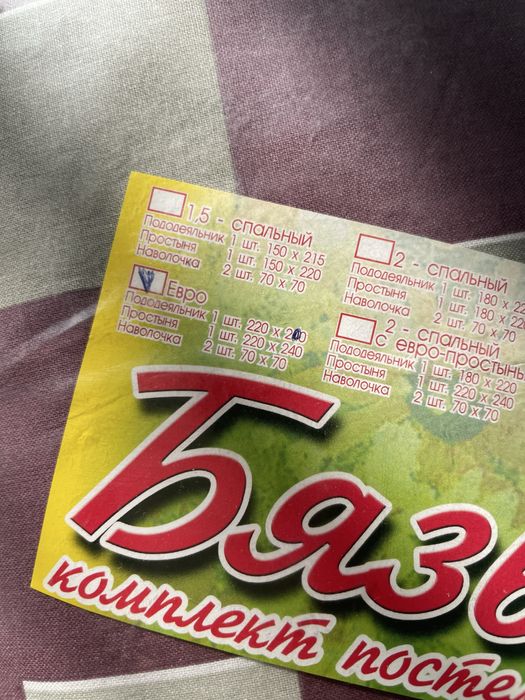 1,5 - спальный
Пододеяльник 1 шт. 150 x 215
Простыня 1 шт. 150 x 220
Наволочка 2 шт. 70 x 70
Евро
Пододеяльник 1 шт. 220 x
Простыня 1 шт. 220 x 240
Наволочка 2 шт. 70 x 70
2 - спальный
Пододеяльник 1 шт. 180 x
Простыня 1 шт. 180 x
Наволочка 2 шт. 70 x 70
2 - спальный
с евро-простынь
Пододеяльник 1 шт. 180 x 220
Простыня 1 шт. 220 x 240
Наволочка 2 шт. 70 x 70
Бязь
комплект посте